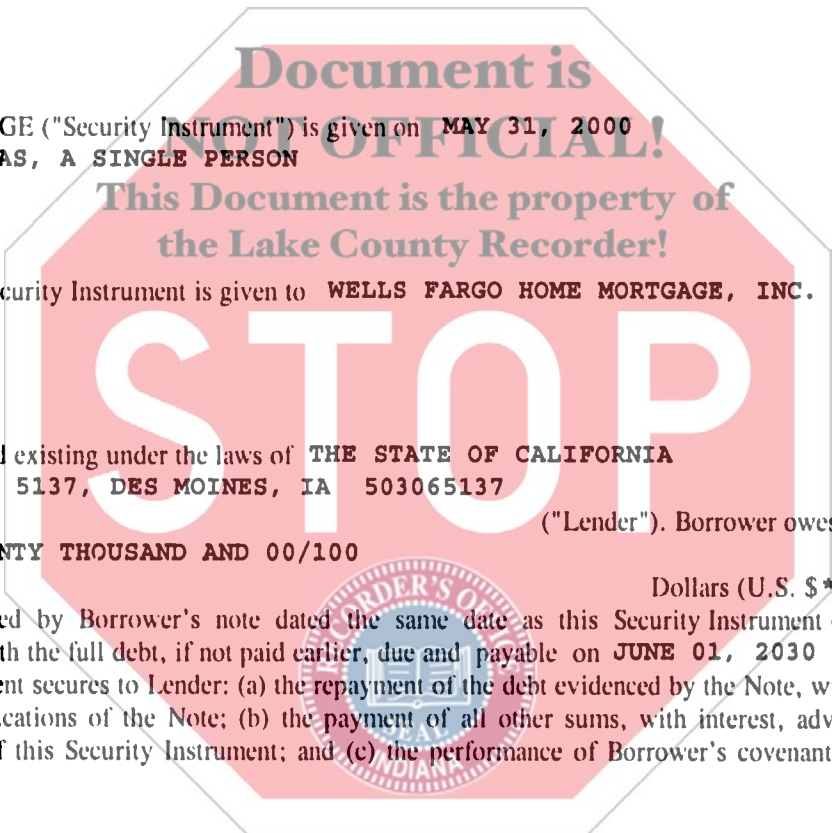 Document is
GE ("Security Instrument") is given on MAY 31, 2000
NOT OFFICIAL!
AS, A SINGLE PERSON
This Document is the property of
the Lake County Recorder!
curity Instrument is given to WELLS FARGO HOME MORTGAGE, INC.
STOP
existing under the laws of THE STATE OF CALIFORNIA
5137, DES MOINES, IA 503065137
("Lender"). Borrower owes
NTY THOUSAND AND 00/100
Dollars (U.S. $*
ed by Borrower's note dated the same date as this Security Instrument
th the full debt, if not paid earlier, due and payable on JUNE 01, 2030
ent secures to Lender: (a) the repayment of the debt evidenced by the Note, w
cations of the Note; (b) the payment of all other sums, with interest, adv
f this Security Instrument; and (c) the performance of Borrower's covenant
RECORDER'S OFFICE
SEAL
INDIANA